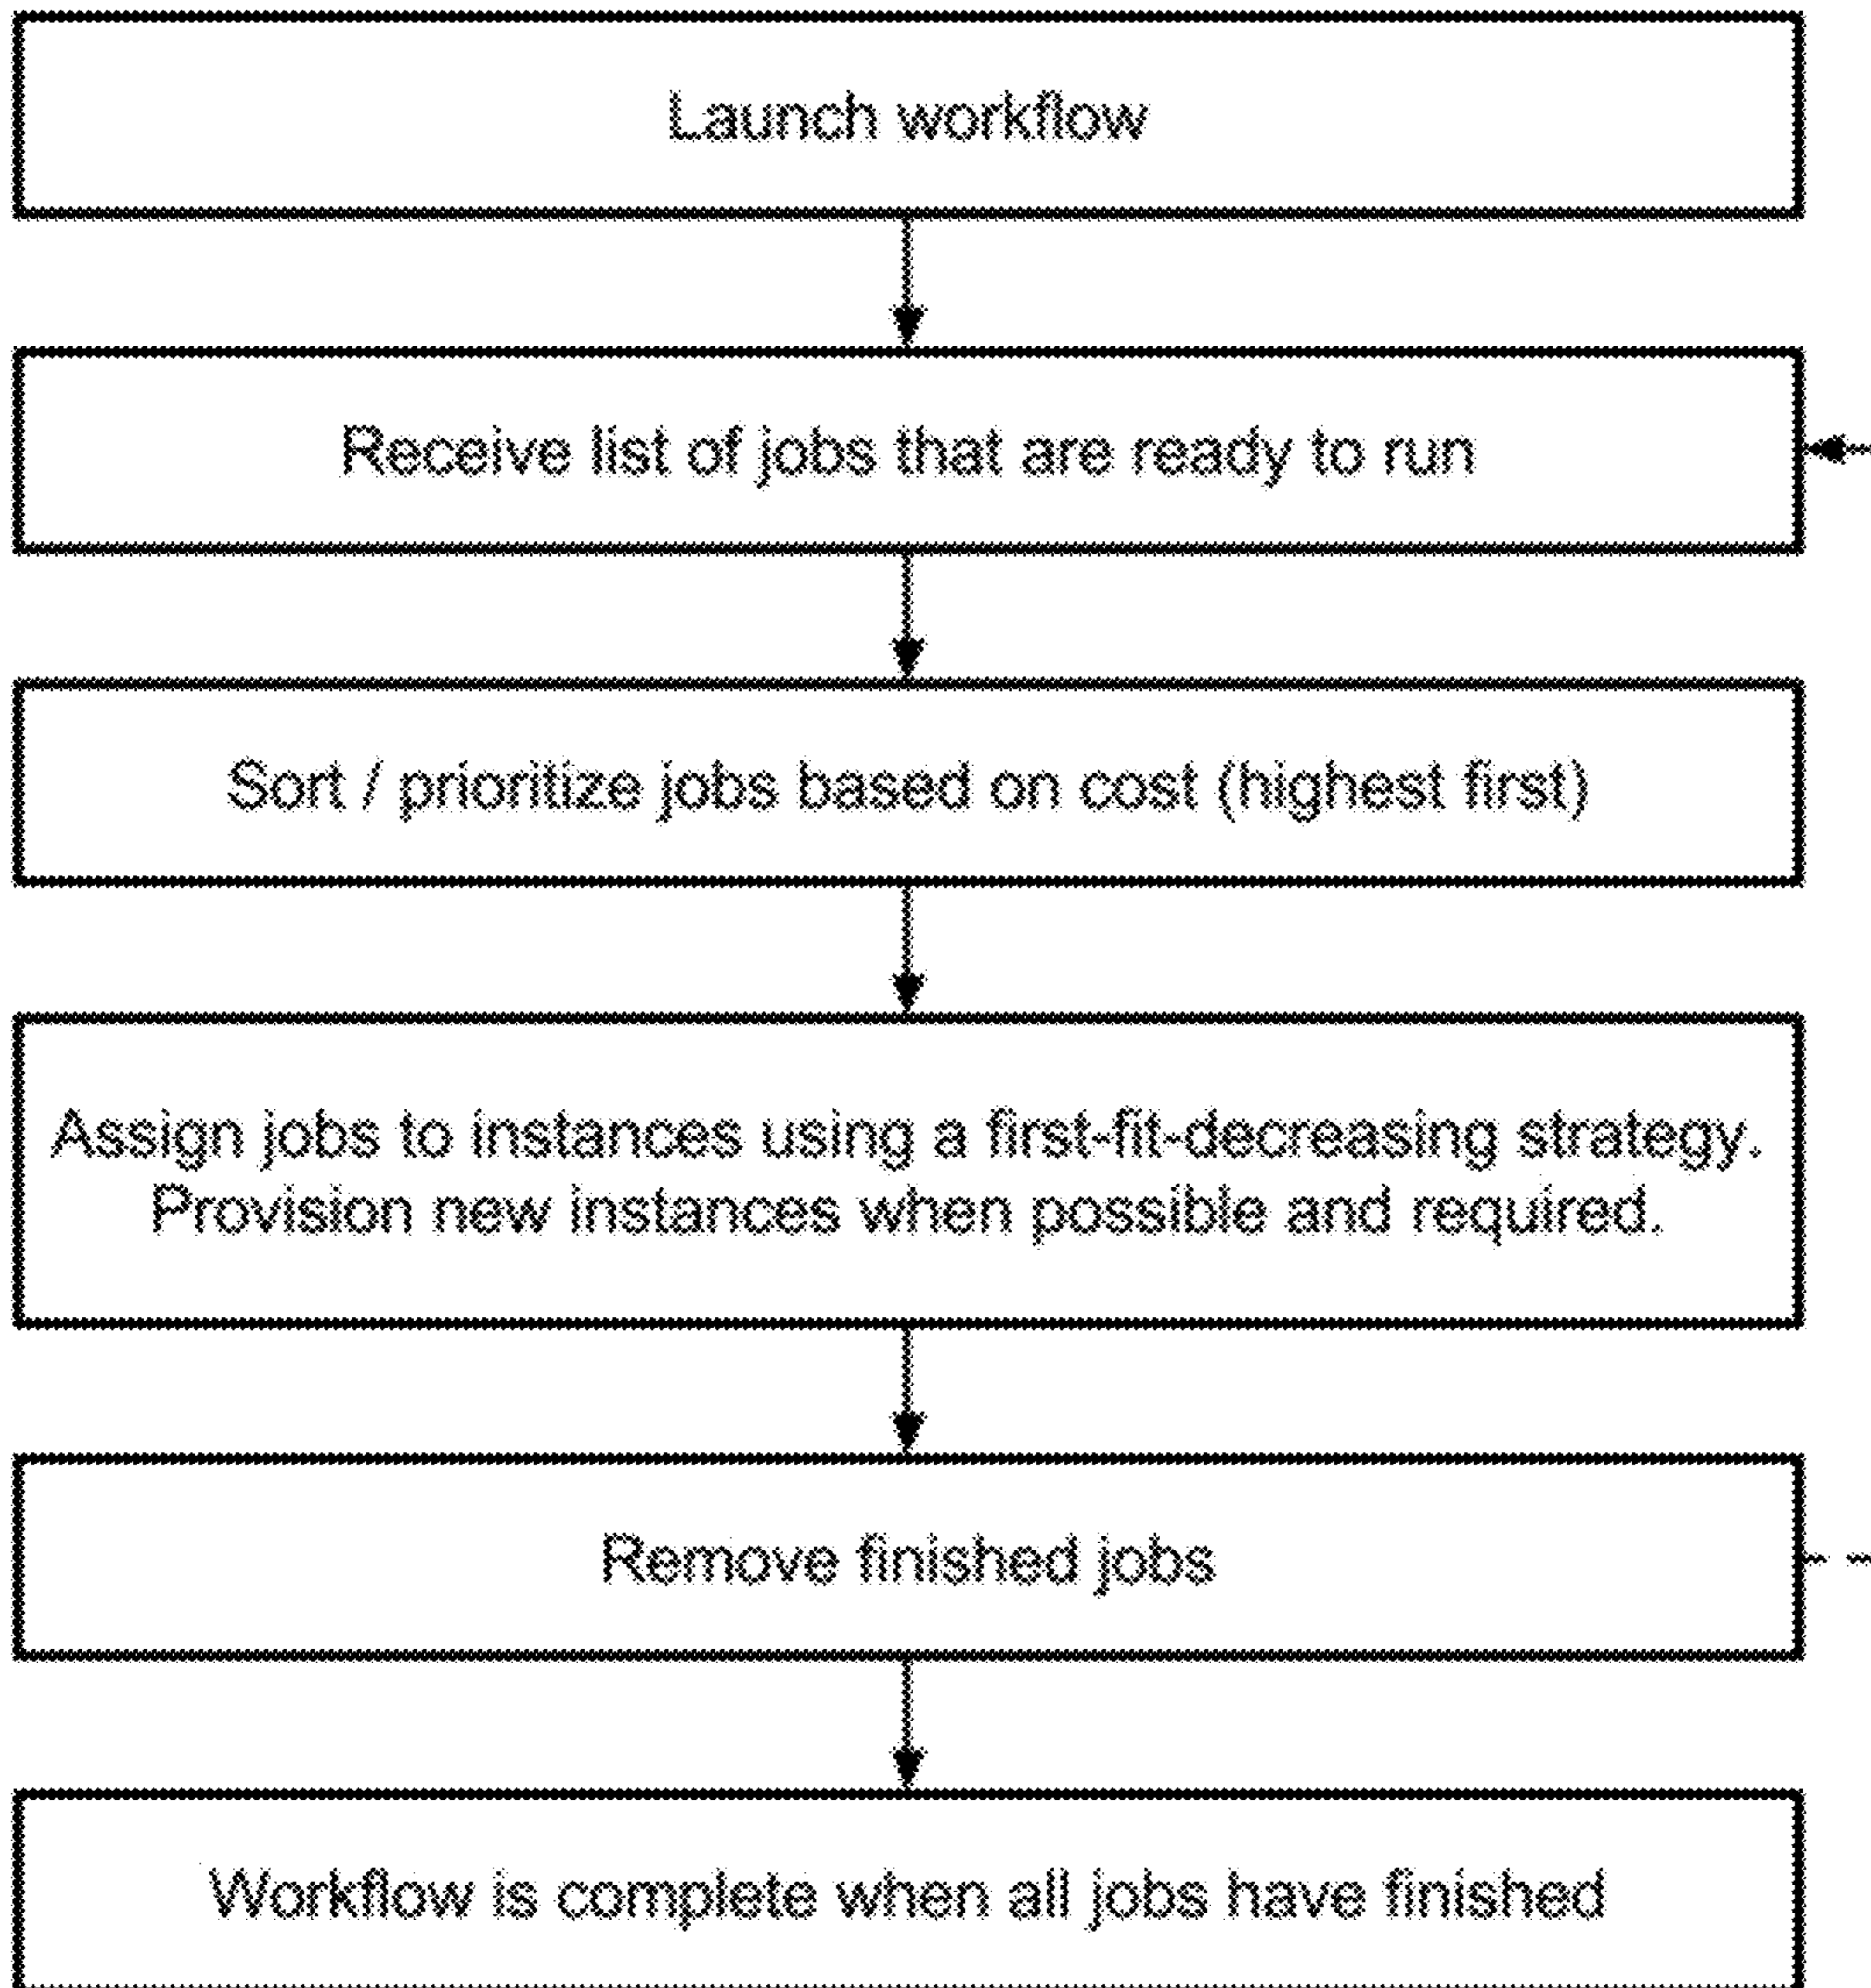 Launch workflow
Receive list of jobs that are ready to run
Sort / prioritize jobs based on cost (highest first)
Assign jobs to instances using a first-fit-decreasing strategy.
Provision new instances when possible and required.
Remove finished jobs
Workflow is complete when all jobs have finished